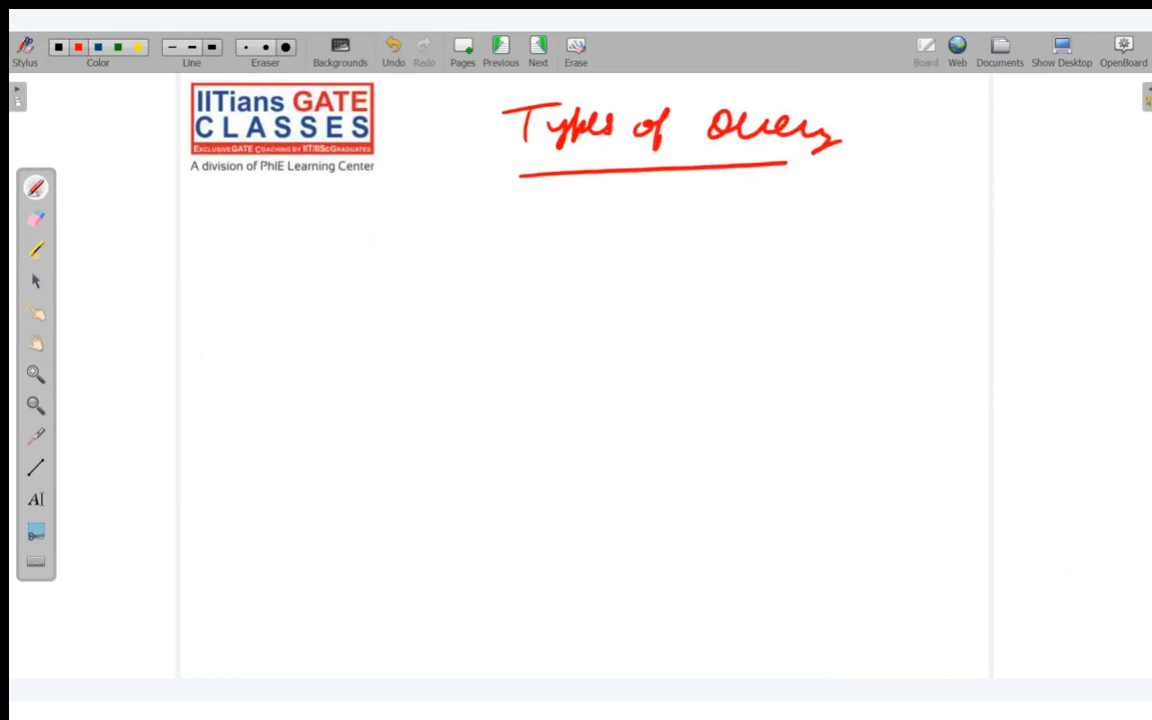 Stylus Color Line Eraser Backgrounds Undo Redo Pages Previous Next Erase Board Web Documents Show Desktop OpenBoard
IITians GATE
CLASSES
EXCLUSIVE GATE COACHING BY IIT/IISc GRADUATES
A division of PhIE Learning Center
Types of Query
AI